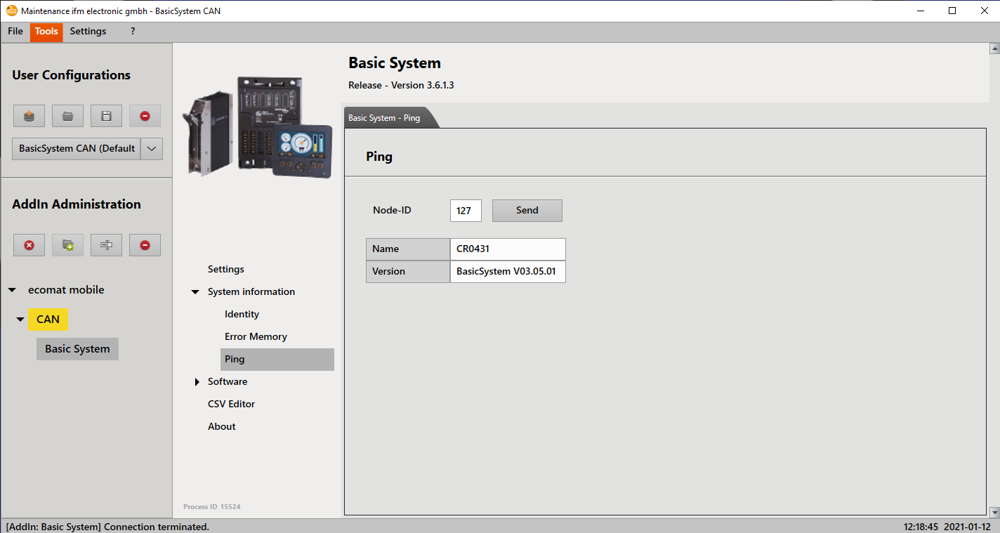 Maintenance ifm electronic gmbh - BasicSystem CAN
File Tools Settings ?
User Configurations
BasicSystem CAN (Default
AddIn Administration
ecomat mobile
CAN
Basic System
Settings
System information
Identity
Error Memory
Ping
Software
CSV Editor
About
Process ID 15524
Basic System
Release - Version 3.6.1.3
Basic System - Ping
Ping
Node-ID 127 Send
Name CR0431
Version BasicSystem V03.05.01
[AddIn: Basic System] Connection terminated. 12:18:45 2021-01-12